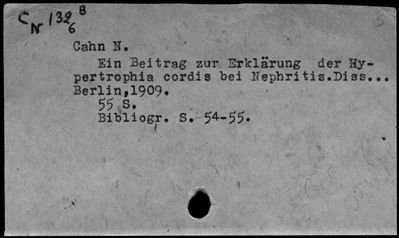 C N 132 B
6
Cahn N.
Ein Beitrag zur Erklärung der Hy-
pertrophia cordis bei Nephritis.Diss...
Berlin,1909.
55 S.
Bibliogr. S. 54-55.